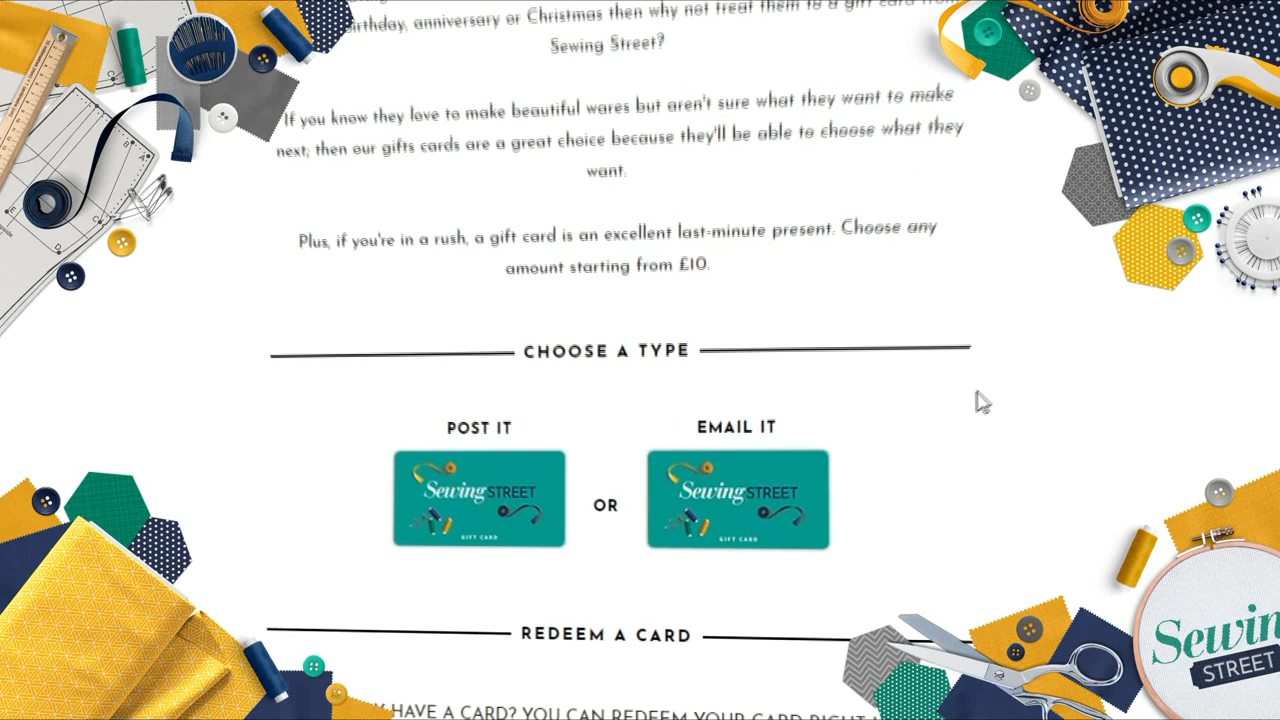 birthday, anniversary or Christmas then why not treat them to a gift card from
Sewing Street?
If you know they love to make beautiful wares but aren't sure what they want to make
next, then our gifts cards are a great choice because they'll be able to choose what they
want.
Plus, if you're in a rush, a gift card is an excellent last-minute present. Choose any
amount starting from £10.
CHOOSE A TYPE
POST IT
EMAIL IT
Sewing STREET
GIFT CARD
OR
Sewing STREET
GIFT CARD
REDEEM A CARD
HAVE A CARD? YOU CAN REDEEM YOUR CARD RIGHT
Sewin
STREET